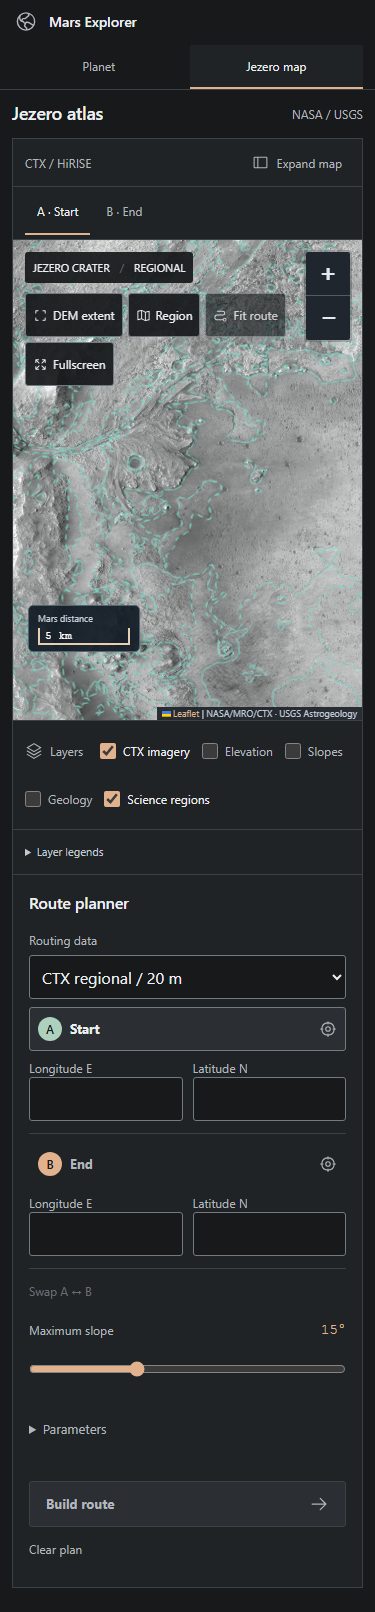 Mars Explorer
Planet
Jezero map
Jezero atlas
NASA / USGS
CTX / HiRISE
Expand map
A · Start
B · End
JEZERO CRATER / REGIONAL
+
DEM extent
Region
Fit route
−
Fullscreen
Mars distance
5 km
Leaflet | NASA/MRO/CTX · USGS Astrogeology
Layers
CTX imagery
Elevation
Slopes
Geology
Science regions
Layer legends
Route planner
Routing data
CTX regional / 20 m
A Start
Longitude E
Latitude N
B End
Longitude E
Latitude N
Swap A ↔ B
Maximum slope
15°
Parameters
Build route
Clear plan